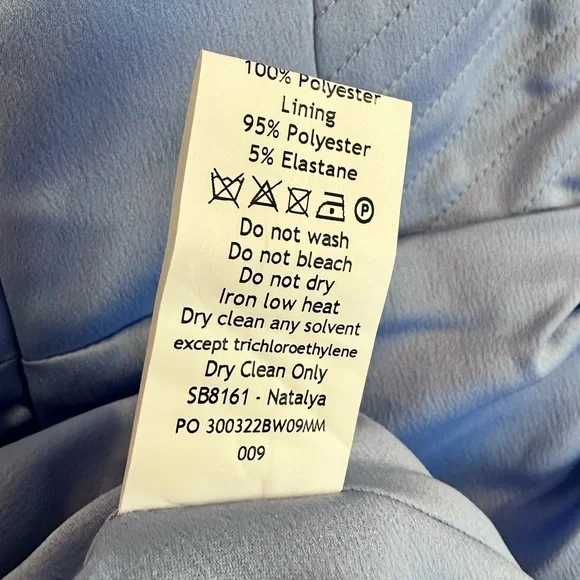 100% Polyester
Lining
95% Polyester
5% Elastane
P
Do not wash
Do not bleach
Do not dry
Iron low heat
Dry clean any solvent
except trichloroethylene
Dry Clean Only
SB8161 - Natalya
PO 300322BW09MM
009